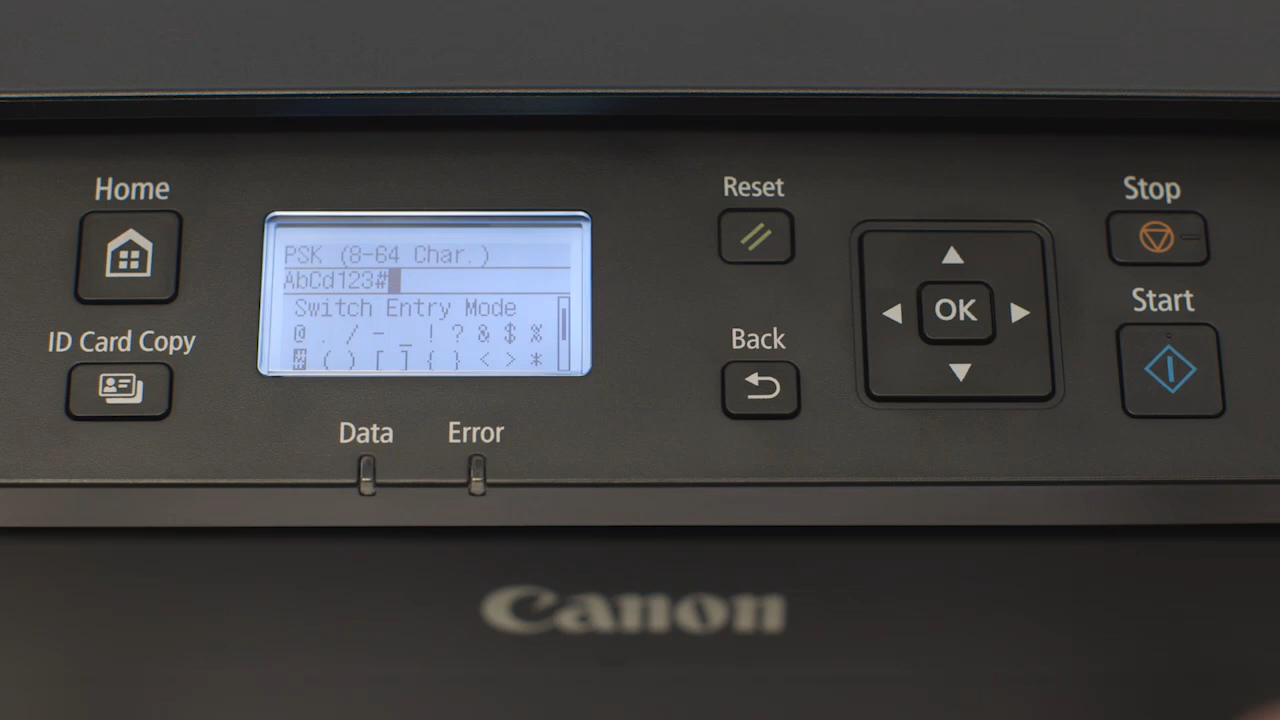 Home
ID Card Copy
PSK (8-64 Char.)
AbCd123#
Switch Entry Mode
@ . / - _ ! ? & $ %
# ( ) [ ] { } < > *
Data
Error
Reset
Back
OK
Stop
Start
Canon